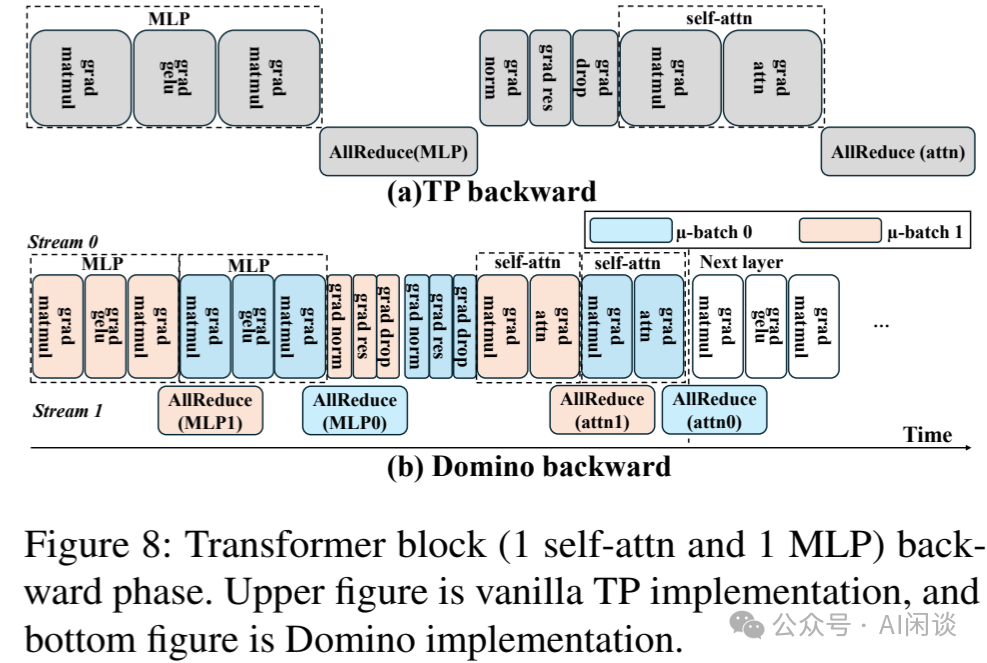 MLP
self-attn
grad matmul
grad gelu
grad matmul
grad norm
grad res
grad drop
grad matmul
grad attn
AllReduce(MLP)
AllReduce (attn)
(a)TP backward
μ-batch 0
μ-batch 1
Stream 0
MLP
MLP
self-attn
self-attn
Next layer
grad matmul
grad gelu
grad matmul
grad matmul
grad gelu
grad matmul
grad norm
grad res
grad drop
grad norm
grad res
grad drop
grad matmul
grad attn
grad matmul
grad attn
grad matmul
grad gelu
grad matmul
...
Stream 1
AllReduce
(MLP1)
AllReduce
(MLP0)
AllReduce
(attn1)
AllReduce
(attn0)
Time
(b) Domino backward
Figure 8: Transformer block (1 self-attn and 1 MLP) back-
ward phase. Upper figure is vanilla TP implementation, and
bottom figure is Domino implementation.
公众号 · AI闲谈